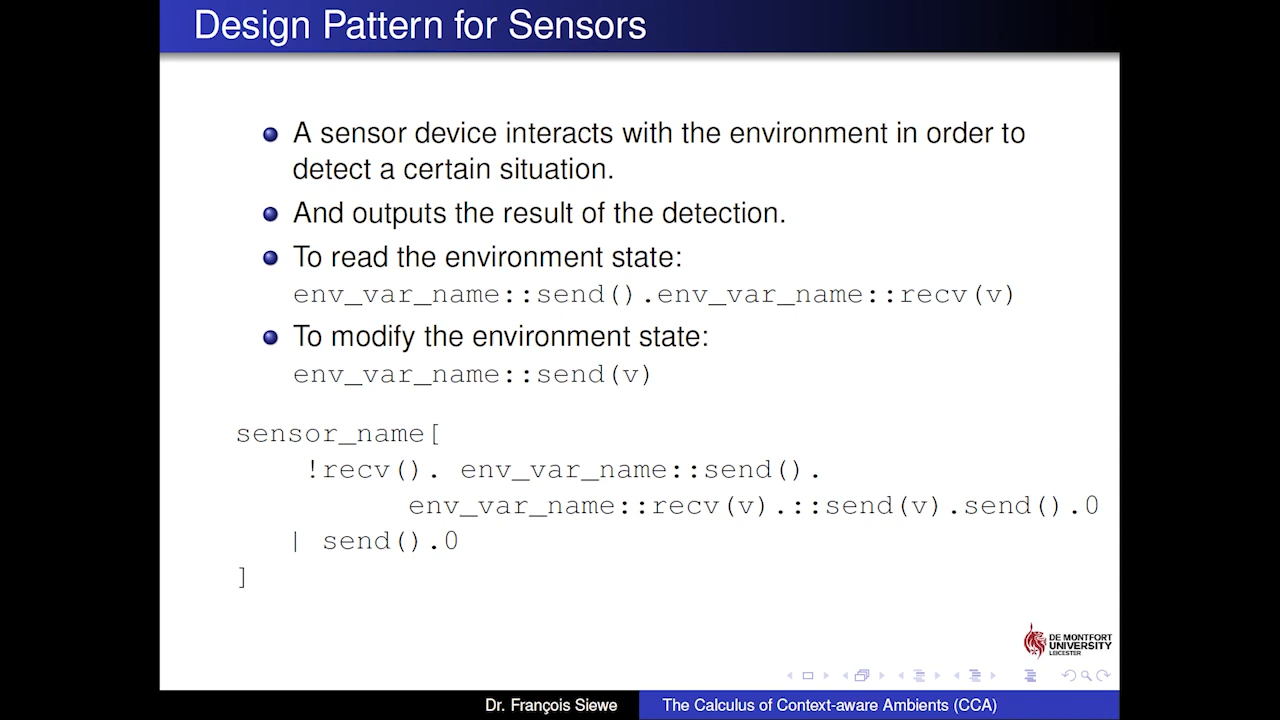 Design Pattern for Sensors
A sensor device interacts with the environment in order to
detect a certain situation.
And outputs the result of the detection.
To read the environment state:
env_var_name::send().env_var_name::recv(v)
To modify the environment state:
env_var_name::send(v)
sensor_name[
!recv(). env_var_name::send().
env_var_name::recv(v).::send(v).send().0
| send().0
]
DE MONTFORT
UNIVERSITY
LEICESTER
Dr. François Siewe
The Calculus of Context-aware Ambients (CCA)